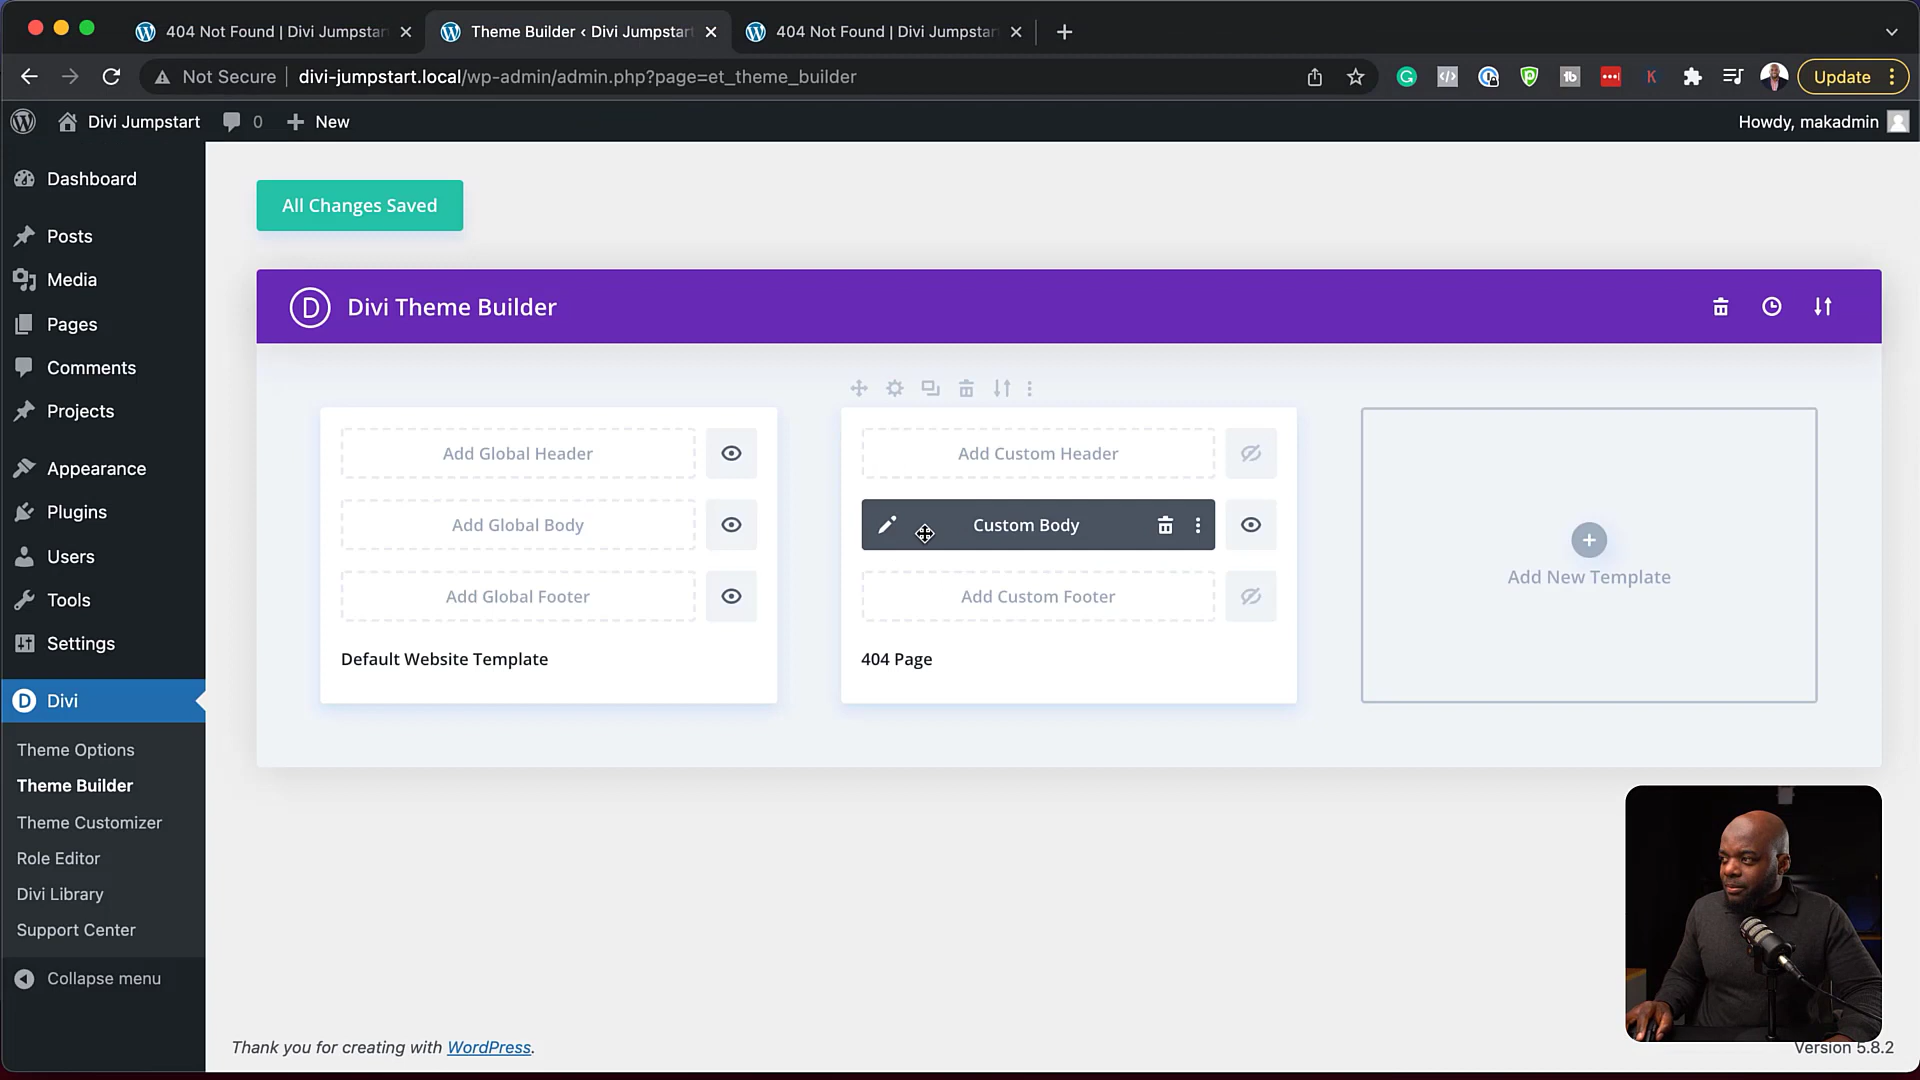 404 Not Found | Divi Jumpstar
Theme Builder ‹ Divi Jumpstart
404 Not Found | Divi Jumpstar
Not Secure
divi-jumpstart.local/wp-admin/admin.php?page=et_theme_builder
Update
Divi Jumpstart
0
New
Howdy, makadmin
Dashboard
Posts
Media
Pages
Comments
Projects
Appearance
Plugins
Users
Tools
Settings
Divi
Theme Options
Theme Builder
Theme Customizer
Role Editor
Divi Library
Support Center
Collapse menu
All Changes Saved
D
Divi Theme Builder
Add Global Header
Add Global Body
Add Global Footer
Default Website Template
Add Custom Header
Custom Body
Add Custom Footer
404 Page
Add New Template
Thank you for creating with WordPress.
Version 5.8.2